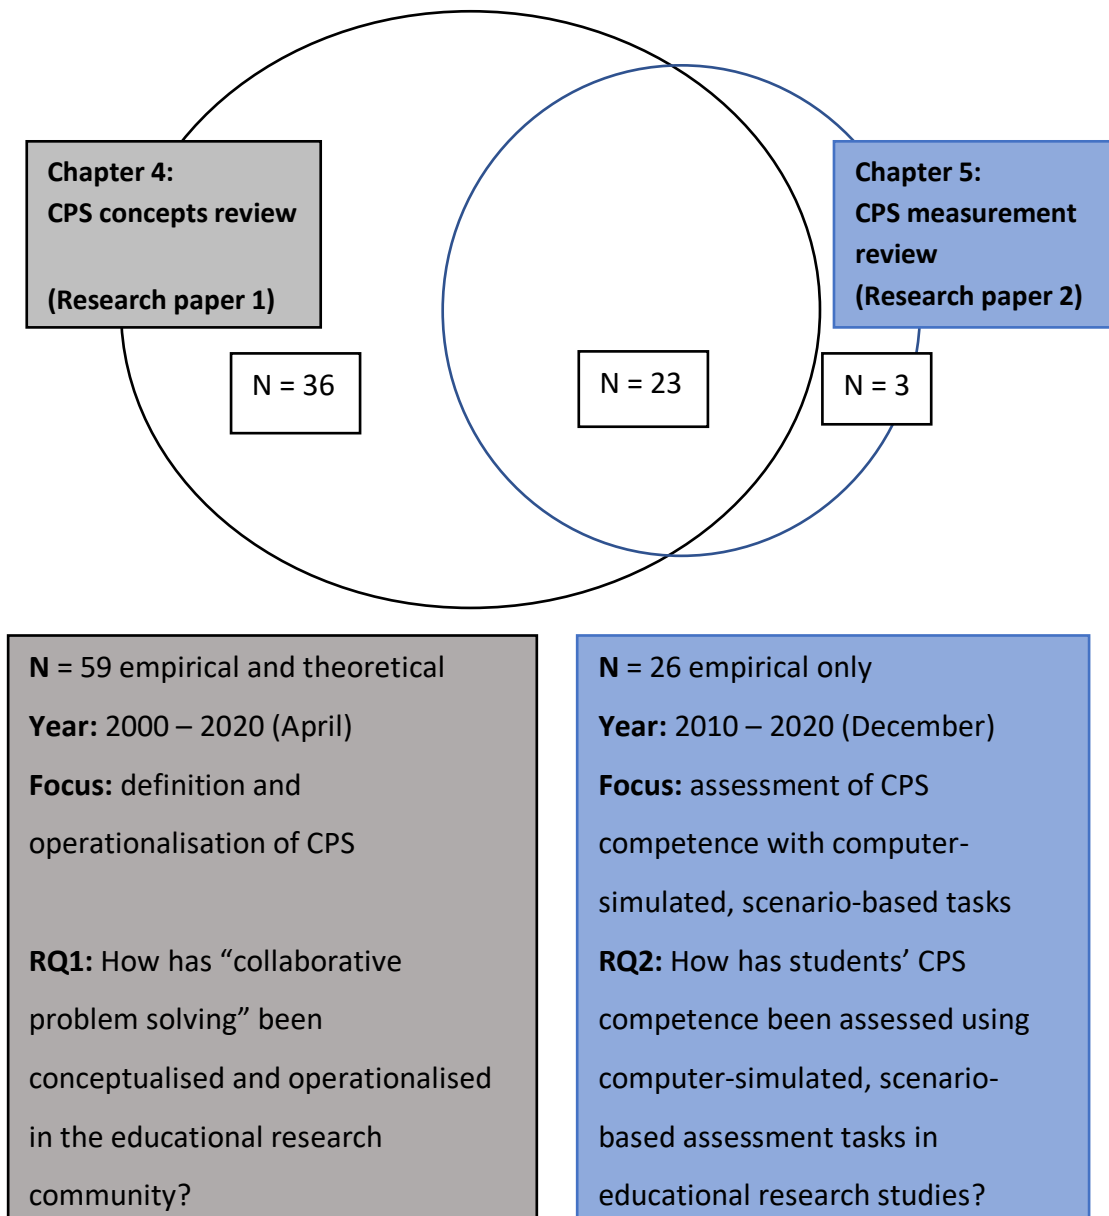 Chapter 4:
CPS concepts review
(Research paper 1)
Chapter 5:
CPS measurement
review
(Research paper 2)
N = 36
N = 23
N = 3
N = 59 empirical and theoretical
Year: 2000 – 2020 (April)
Focus: definition and
operationalisation of CPS
RQ1: How has “collaborative
problem solving” been
conceptualised and operationalised
in the educational research
community?
N = 26 empirical only
Year: 2010 – 2020 (December)
Focus: assessment of CPS
competence with computer-
simulated, scenario-based tasks
RQ2: How has students’ CPS
competence been assessed using
computer-simulated, scenario-
based assessment tasks in
educational research studies?